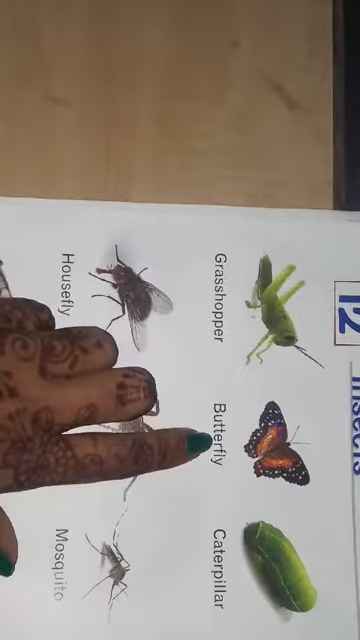 12
Insects
Grasshopper
Butterfly
Caterpillar
Housefly
Mosquito